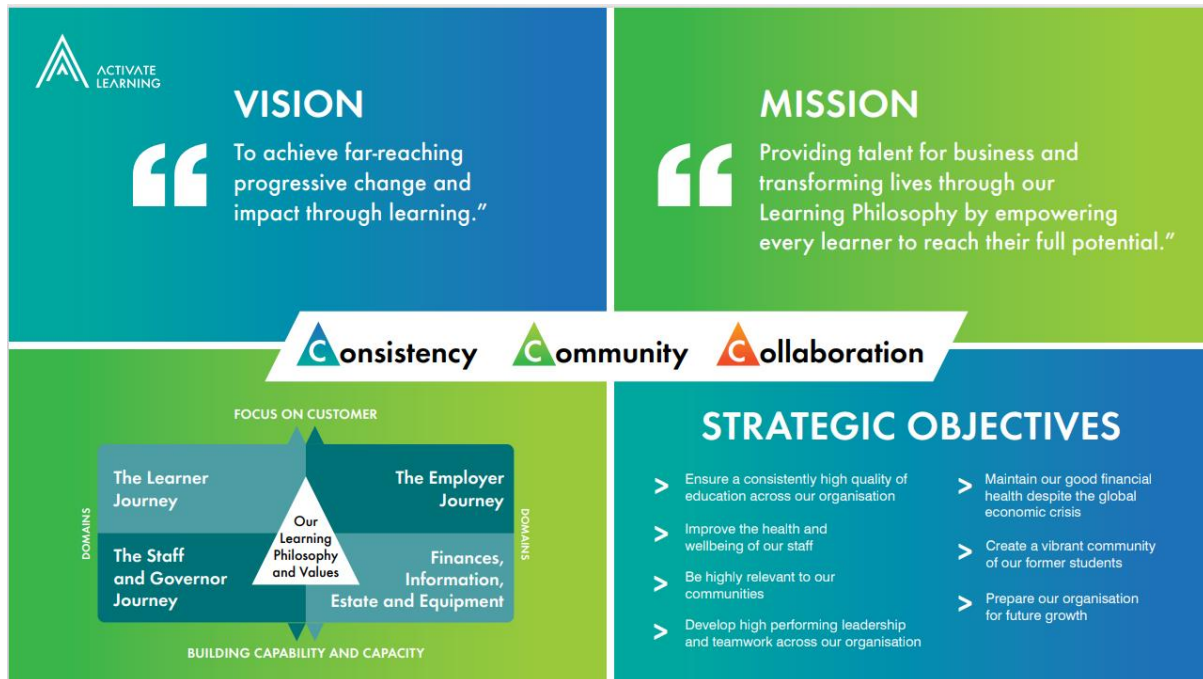 ACTIVATE
LEARNING
VISION
“ To achieve far-reaching
progressive change and
impact through learning.”
MISSION
“ Providing talent for business and
transforming lives through our
Learning Philosophy by empowering
every learner to reach their full potential.”
Consistency Community Collaboration
FOCUS ON CUSTOMER
DOMAINS
The Learner
Journey
The Employer
Journey
Our
Learning
Philosophy
and Values
The Staff
and Governor
Journey
Finances,
Information,
Estate and Equipment
DOMAINS
BUILDING CAPABILITY AND CAPACITY
STRATEGIC OBJECTIVES
> Ensure a consistently high quality of
education across our organisation
> Improve the health and
wellbeing of our staff
> Be highly relevant to our
communities
> Develop high performing leadership
and teamwork across our organisation
> Maintain our good financial
health despite the global
economic crisis
> Create a vibrant community
of our former students
> Prepare our organisation
for future growth